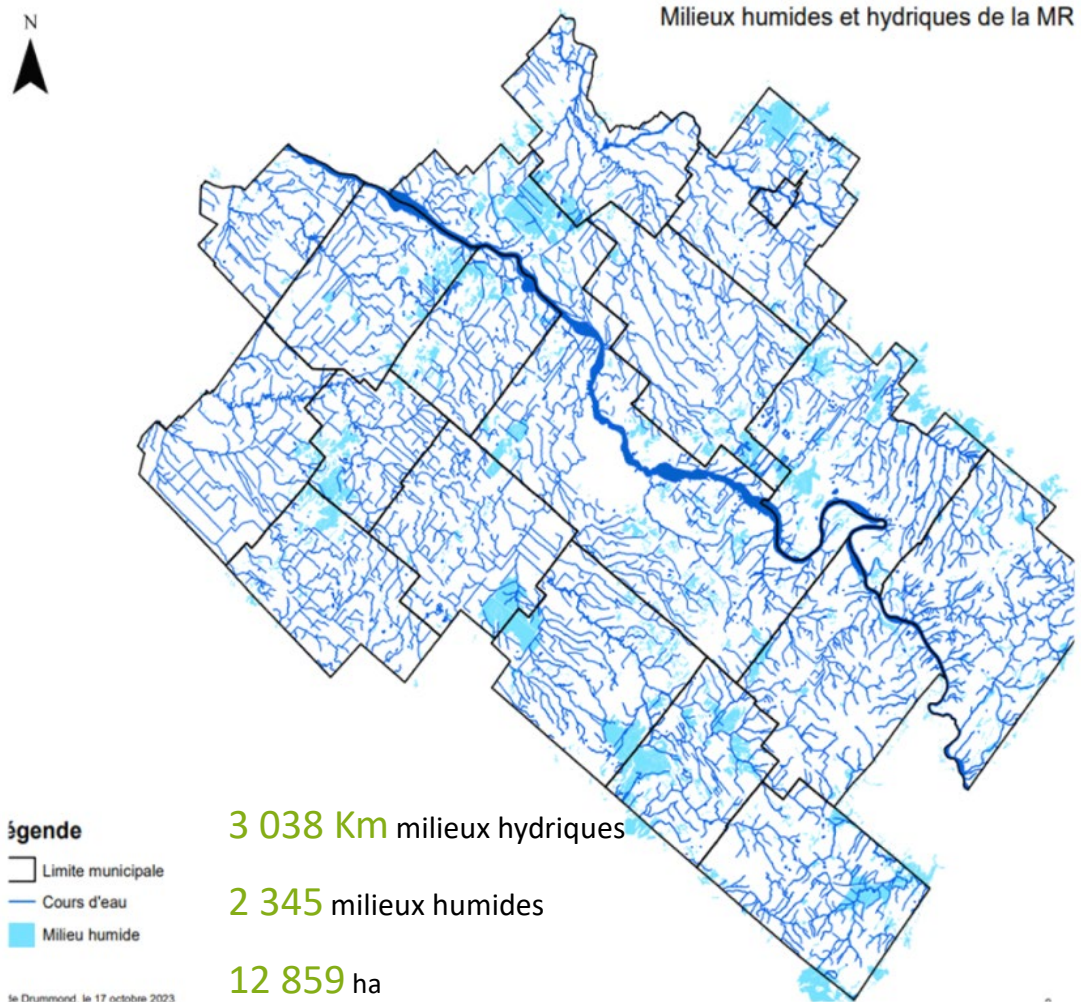 Milieux humides et hydriques de la MR
N
égende
Limite municipale
Cours d'eau
Milieu humide
3 038 Km milieux hydriques
2 345 milieux humides
12 859 ha
de Drummond, le 17 octobre 2023